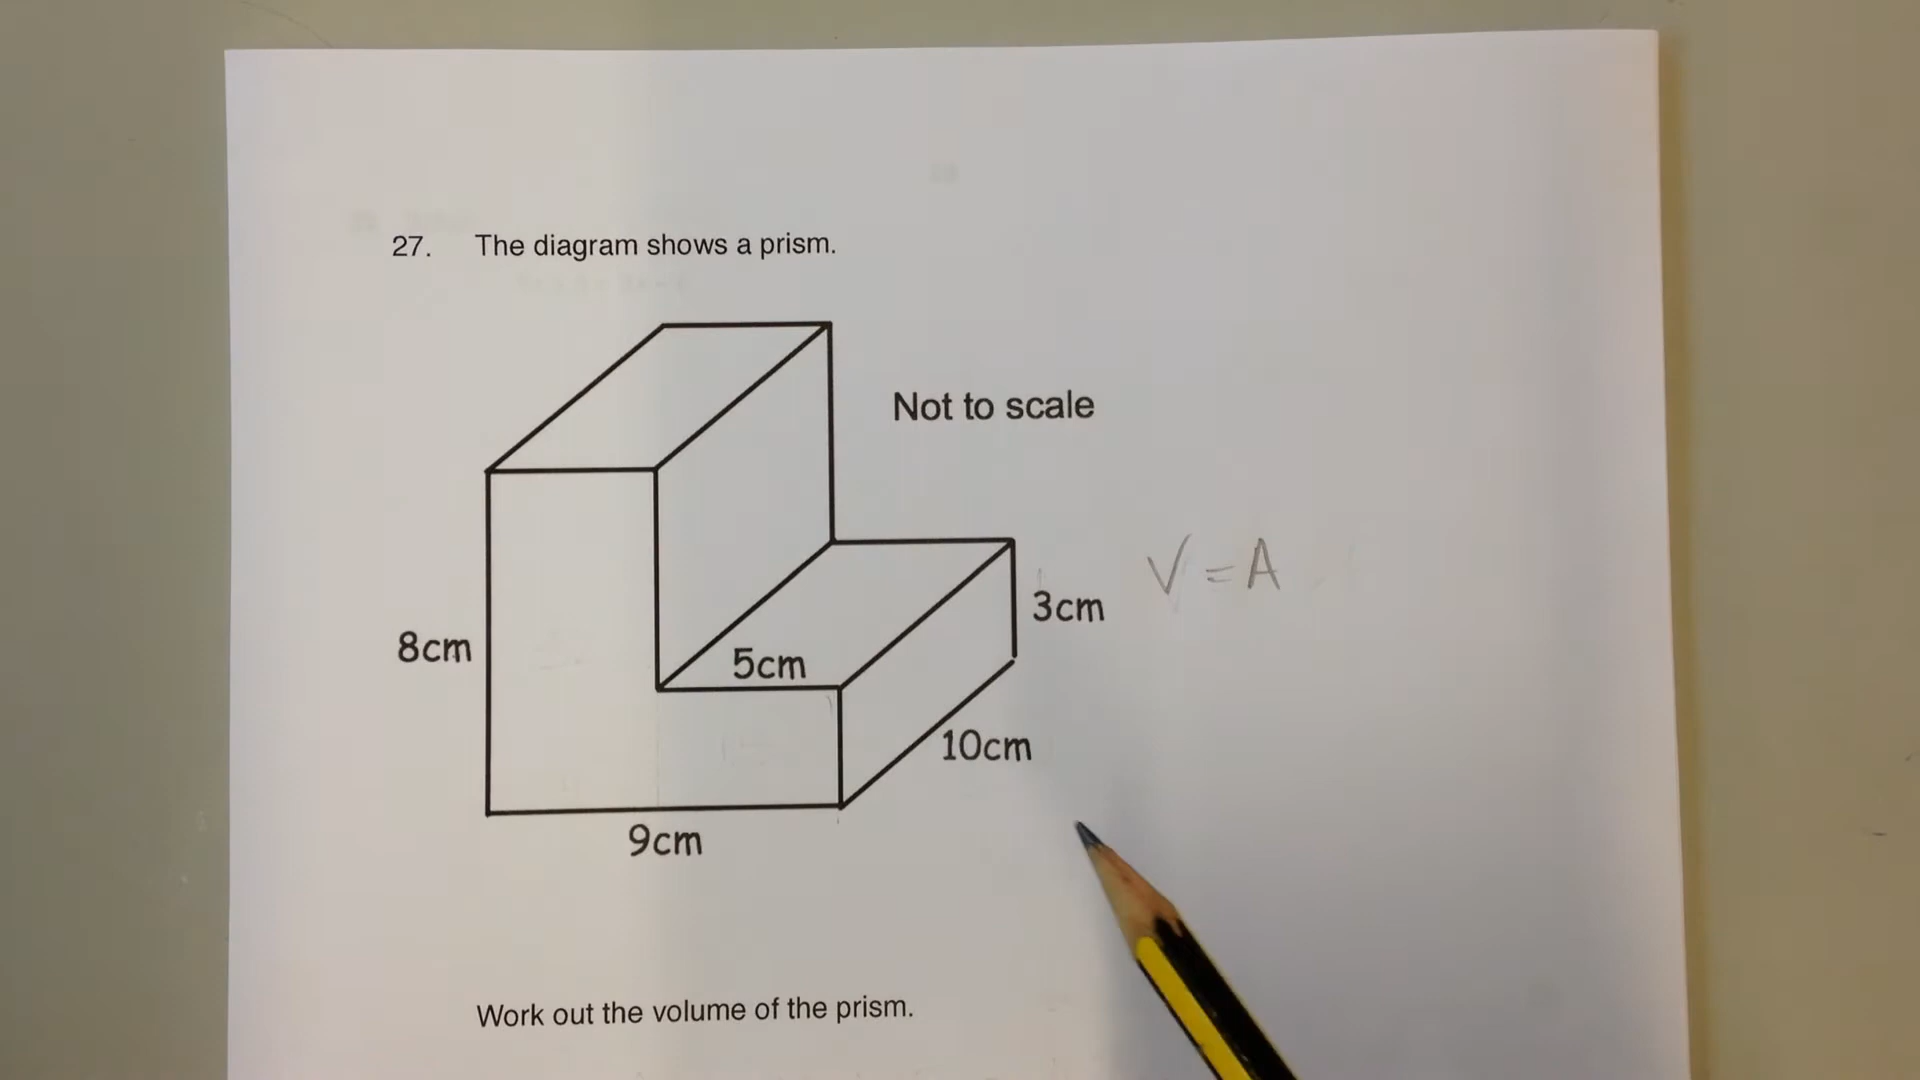 27. The diagram shows a prism.
Not to scale
V = A
3cm
8cm
5cm
10cm
9cm
Work out the volume of the prism.